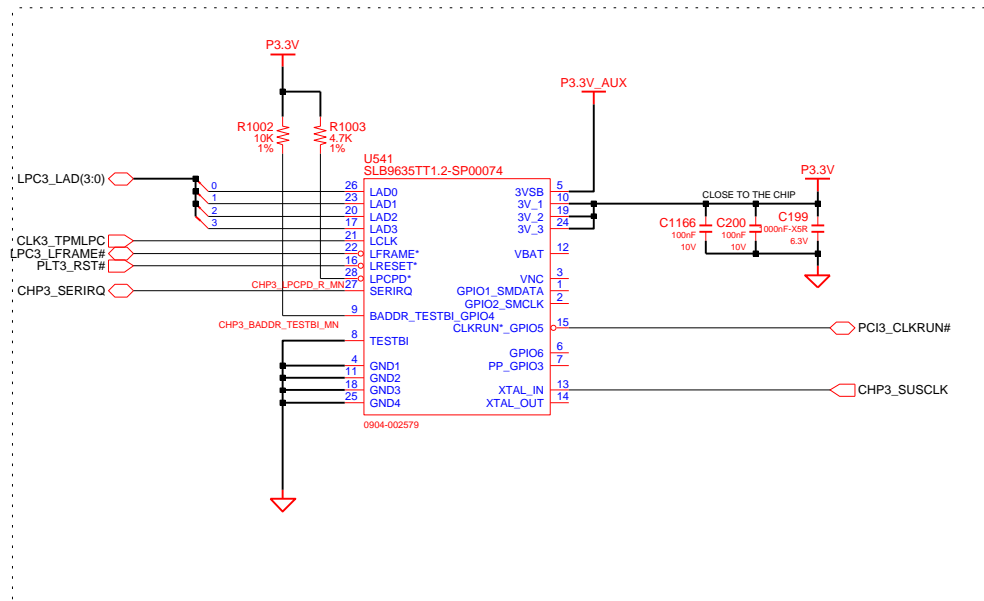 P3.3V
P3.3V_AUX
R1002
10K
1%
R1003
4.7K
1%
U541
SLB9635TT1.2-SP00074
P3.3V
LPC3_LAD(3:0)
0
1
2
3
26 LAD0
23 LAD1
20 LAD2
17 LAD3
CLK3_TPMLPC 21 LCLK
LPC3_LFRAME# 22 LFRAME*
PLT3_RST# 16 LRESET*
28 LPCPD*
CHP3_LPCPD_R_MN
CHP3_SERIRQ 27 SERIRQ
9 BADDR_TESTBI_GPIO4
CHP3_BADDR_TESTBI_MN
8 TESTBI
4 GND1
11 GND2
18 GND3
25 GND4
3VSB 5
3V_1 10
3V_2 19
3V_3 24
VBAT 12
VNC 3
GPIO1_SMDATA 1
GPIO2_SMCLK 2
CLKRUN*_GPIO5 15 PCI3_CLKRUN#
GPIO6 6
PP_GPIO3 7
XTAL_IN 13 CHP3_SUSCLK
XTAL_OUT 14
0904-002579
CLOSE TO THE CHIP
C1166
100nF
10V
C200
100nF
10V
C199
000nF-X5R
6.3V